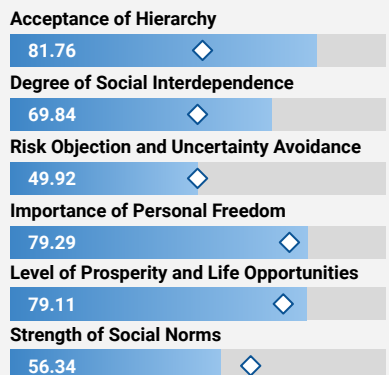 Acceptance of Hierarchy
81.76
Degree of Social Interdependence
69.84
Risk Objection and Uncertainty Avoidance
49.92
Importance of Personal Freedom
79.29
Level of Prosperity and Life Opportunities
79.11
Strength of Social Norms
56.34